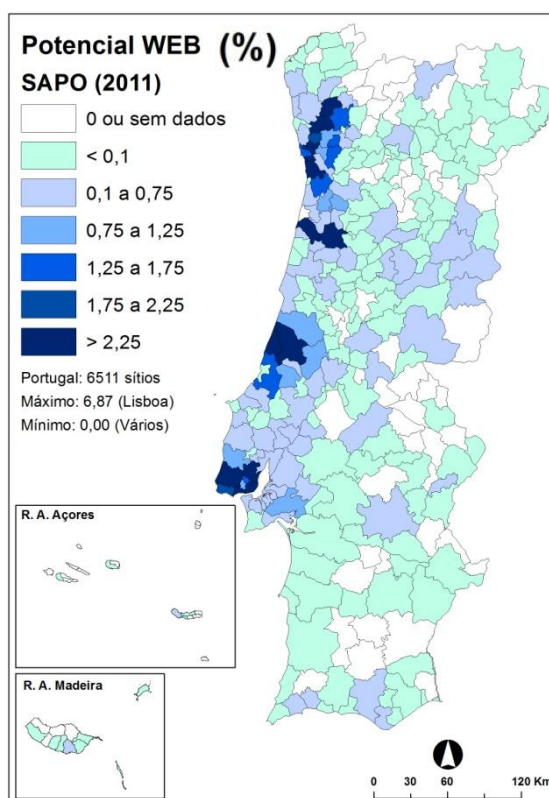 Potencial WEB (%)
SAPO (2011)
0 ou sem dados
< 0,1
0,1 a 0,75
0,75 a 1,25
1,25 a 1,75
1,75 a 2,25
> 2,25
Portugal: 6511 sítios
Máximo: 6,87 (Lisboa)
Mínimo: 0,00 (Vários)
R. A. Açores
R. A. Madeira
0 30 60 120 Km